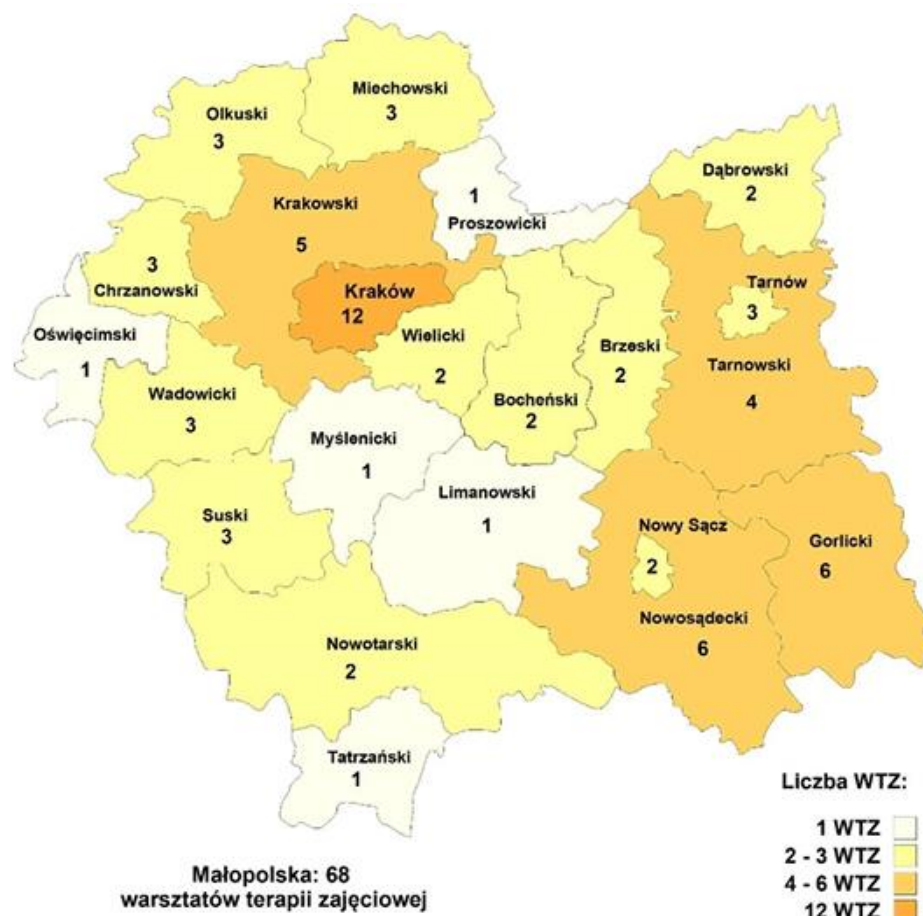 Miechowski
3
Olkuski
3
Dąbrowski
2
1
Proszowicki
Krakowski
5
3
Chrzanowski
Kraków
12
Tarnów
3
Oświęcimski
1
Wielicki
2
Brzeski
2
Tarnowski
4
Wadowicki
3
Bocheński
2
Myślenicki
1
Limanowski
1
Suski
3
Nowy Sącz
2
Gorlicki
6
Nowosądecki
6
Nowotarski
2
Tatrzański
1
Liczba WTZ:
1 WTZ
2 - 3 WTZ
4 - 6 WTZ
12 WTZ
Małopolska: 68
warsztatów terapii zajęciowej